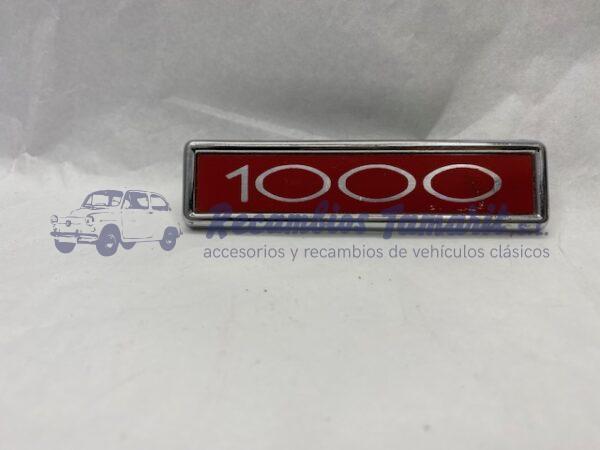 1000
Recambios Tamarit S.L.
accesorios y recambios de vehículos clásicos